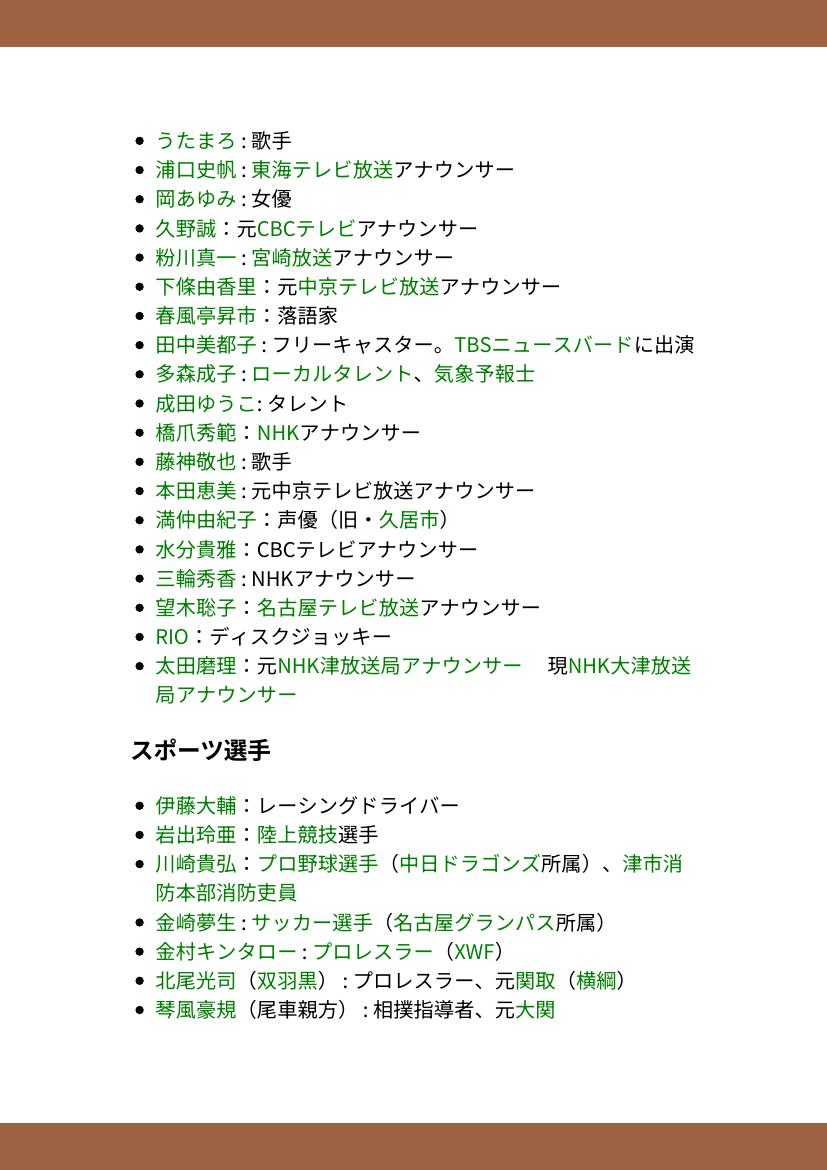 うたまろ : 歌手
浦口史帆 : 東海テレビ放送アナウンサー
岡あゆみ : 女優
久野誠：元CBCテレビアナウンサー
粉川真一 : 宮崎放送アナウンサー
下條由香里：元中京テレビ放送アナウンサー
春風亭昇市：落語家
田中美都子 : フリーキャスター。TBSニュースバードに出演
多森成子 : ローカルタレント、気象予報士
成田ゆうこ: タレント
橋爪秀範：NHKアナウンサー
藤神敬也 : 歌手
本田恵美 : 元中京テレビ放送アナウンサー
満仲由紀子：声優（旧・久居市）
水分貴雅：CBCテレビアナウンサー
三輪秀香 : NHKアナウンサー
望木聡子：名古屋テレビ放送アナウンサー
RIO：ディスクジョッキー
太田磨理：元NHK津放送局アナウンサー　現NHK大津放送
局アナウンサー
スポーツ選手
伊藤大輔：レーシングドライバー
岩出玲亜：陸上競技選手
川崎貴弘：プロ野球選手（中日ドラゴンズ所属）、津市消
防本部消防吏員
金崎夢生 : サッカー選手（名古屋グランパス所属）
金村キンタロー : プロレスラー（XWF）
北尾光司（双羽黒） : プロレスラー、元関取（横綱）
琴風豪規（尾車親方） : 相撲指導者、元大関